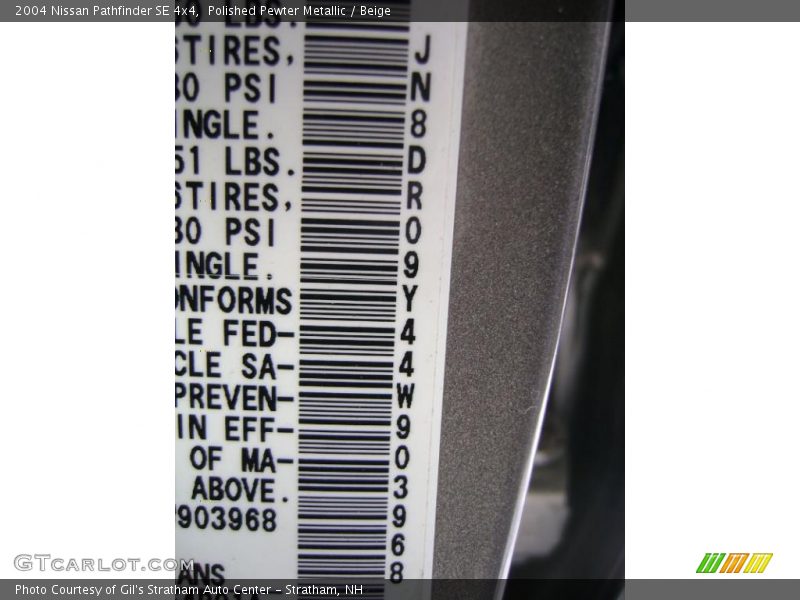 2004 Nissan Pathfinder SE 4x4, Polished Pewter Metallic / Beige
LBS.
TIRES,
30 PSI
INGLE.
51 LBS.
TIRES,
30 PSI
INGLE.
ONFORMS
LE FED-
CLE SA-
PREVEN-
IN EFF-
OF MA-
ABOVE.
903968
ANS
J
N
8
D
R
0
9
Y
4
4
W
9
0
3
9
6
8
GTCARLOT.COM
Photo Courtesy of Gil's Stratham Auto Center - Stratham, NH